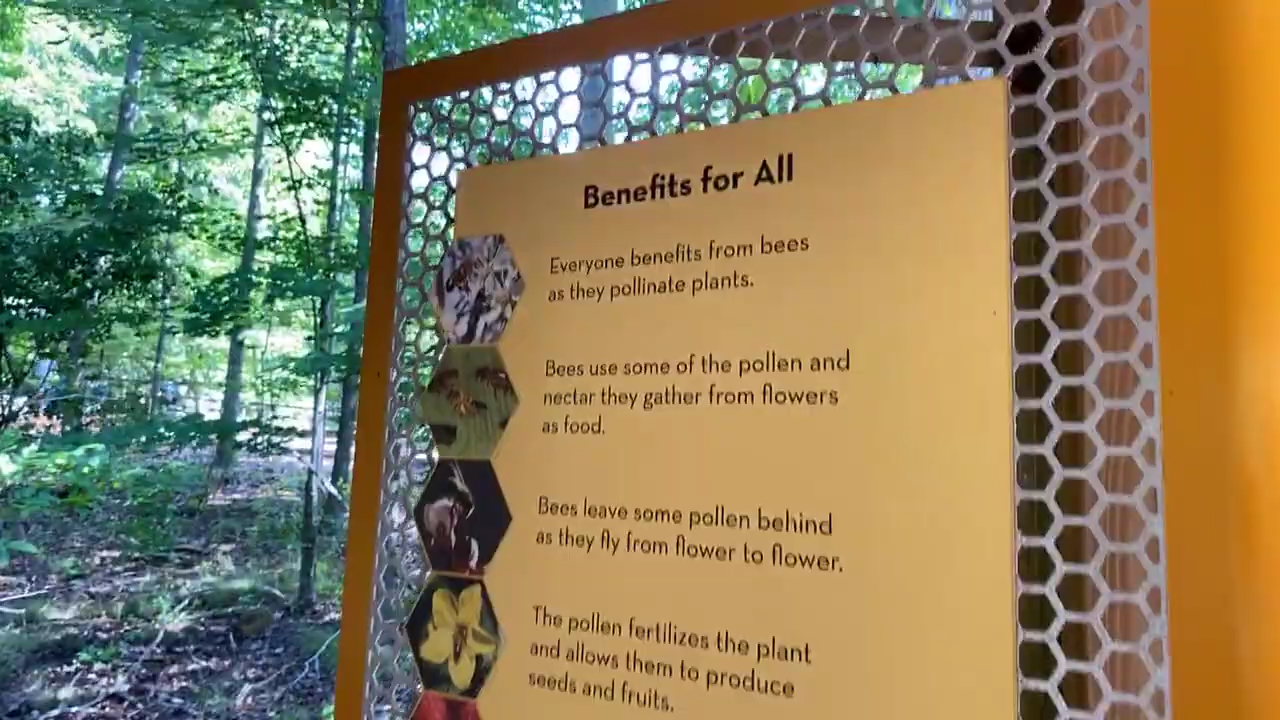 Benefits for All
Everyone benefits from bees
as they pollinate plants.
Bees use some of the pollen and
nectar they gather from flowers
as food.
Bees leave some pollen behind
as they fly from flower to flower.
The pollen fertilizes the plant
and allows them to produce
seeds and fruits.